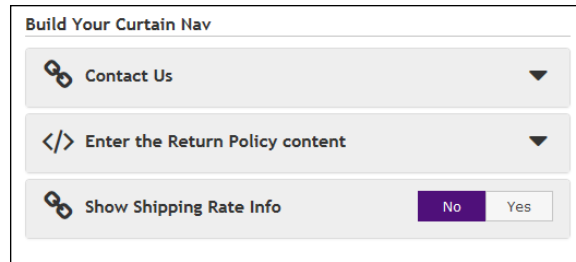 Build Your Curtain Nav
Contact Us
</> Enter the Return Policy content
Show Shipping Rate Info No Yes